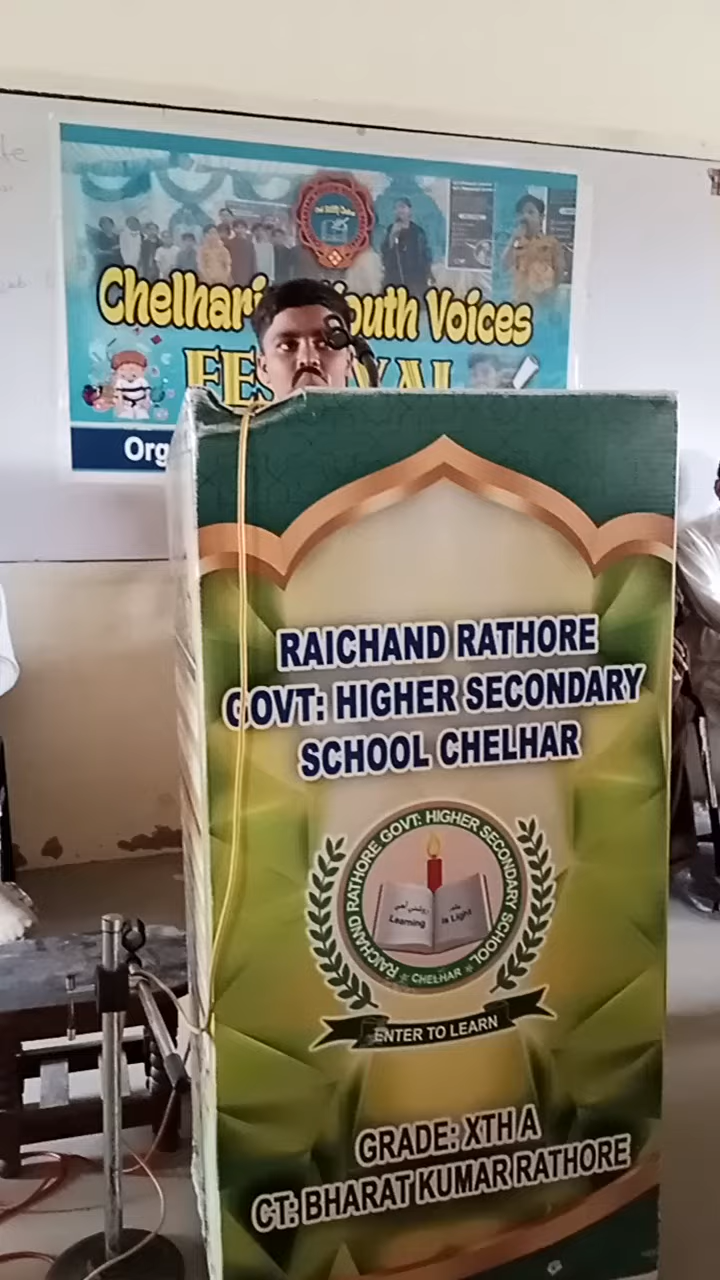 Chelhari Youth Voices
FESTIVAL
Org
RAICHAND RATHORE
GOVT: HIGHER SECONDARY
SCHOOL CHELHAR
RAICHAND RATHORE GOVT: HIGHER SECONDARY SCHOOL
CHELHAR
Learning is Light
ENTER TO LEARN
GRADE: XTH A
CT: BHARAT KUMAR RATHORE